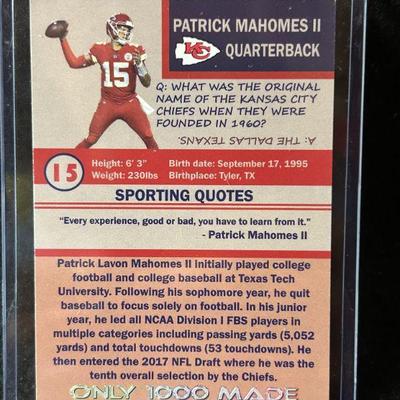 PATRICK MAHOMES II
KC
QUARTERBACK
15
Q: WHAT WAS THE ORIGINAL
NAME OF THE KANSAS CITY
CHIEFS WHEN THEY WERE
FOUNDED IN 1960?
A: THE DALLAS TEXANS.
15
Height: 6' 3"
Weight: 230lbs
Birth date: September 17, 1995
Birthplace: Tyler, TX
SPORTING QUOTES
"Every experience, good or bad, you have to learn from it."
- Patrick Mahomes II
Patrick Lavon Mahomes II initially played college
football and college baseball at Texas Tech
University. Following his sophomore year, he quit
baseball to focus solely on football. In his junior
year, he led all NCAA Division I FBS players in
multiple categories including passing yards (5,052
yards) and total touchdowns (53 touchdowns). He
then entered the 2017 NFL Draft where he was the
tenth overall selection by the Chiefs.
ONLY 1000 MADE